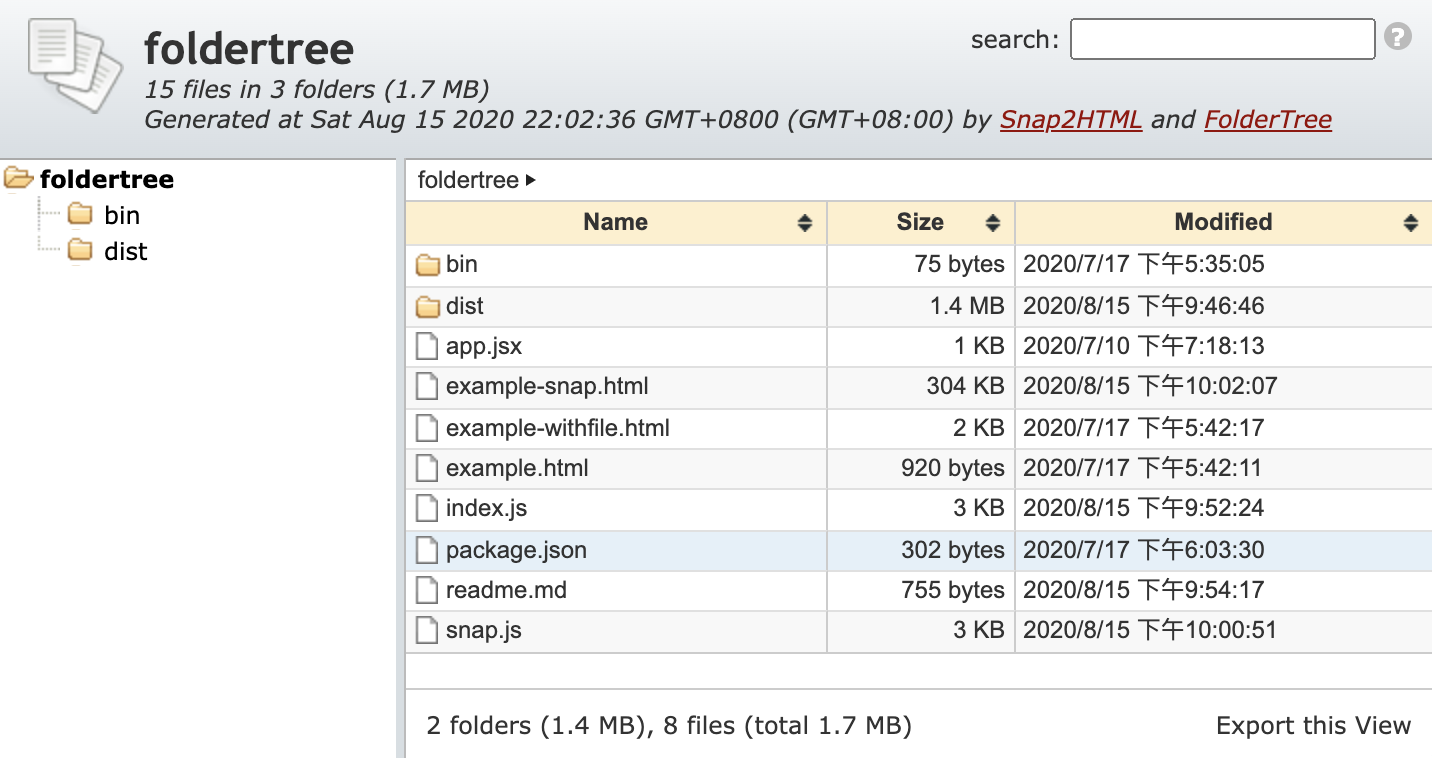 foldertree
search:
?
15 files in 3 folders (1.7 MB)
Generated at Sat Aug 15 2020 22:02:36 GMT+0800 (GMT+08:00) by Snap2HTML and FolderTree
foldertree
bin
dist
foldertree
Name Size Modified
bin 75 bytes 2020/7/17 下午5:35:05
dist 1.4 MB 2020/8/15 下午9:46:46
app.jsx 1 KB 2020/7/10 下午7:18:13
example-snap.html 304 KB 2020/8/15 下午10:02:07
example-withfile.html 2 KB 2020/7/17 下午5:42:17
example.html 920 bytes 2020/7/17 下午5:42:11
index.js 3 KB 2020/8/15 下午9:52:24
package.json 302 bytes 2020/7/17 下午6:03:30
readme.md 755 bytes 2020/8/15 下午9:54:17
snap.js 3 KB 2020/8/15 下午10:00:51
2 folders (1.4 MB), 8 files (total 1.7 MB)
Export this View